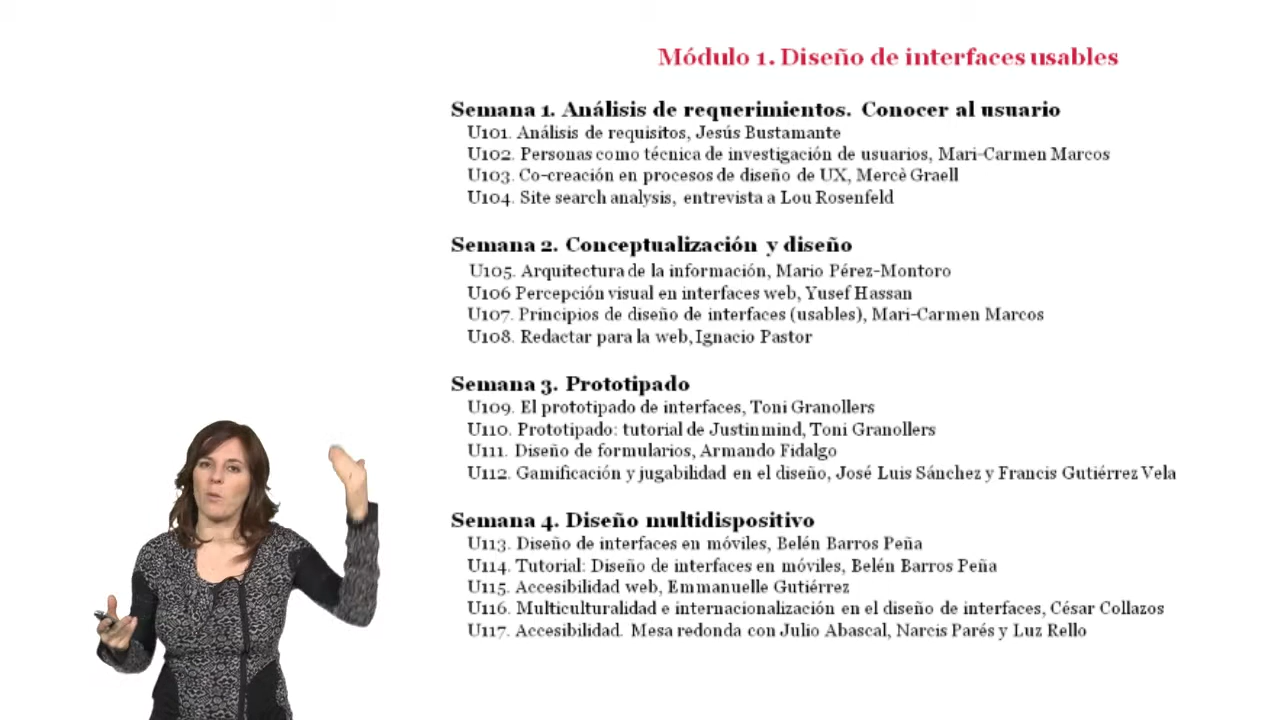 Módulo 1. Diseño de interfaces usables
Semana 1. Análisis de requerimientos. Conocer al usuario
U101. Análisis de requisitos, Jesús Bustamante
U102. Personas como técnica de investigación de usuarios, Mari-Carmen Marcos
U103. Co-creación en procesos de diseño de UX, Mercè Graell
U104. Site search analysis, entrevista a Lou Rosenfeld
Semana 2. Conceptualización y diseño
U105. Arquitectura de la información, Mario Pérez-Montoro
U106 Percepción visual en interfaces web, Yusef Hassan
U107. Principios de diseño de interfaces (usables), Mari-Carmen Marcos
U108. Redactar para la web, Ignacio Pastor
Semana 3. Prototipado
U109. El prototipado de interfaces, Toni Granollers
U110. Prototipado: tutorial de Justinmind, Toni Granollers
U111. Diseño de formularios, Armando Fidalgo
U112. Gamificación y jugabilidad en el diseño, José Luis Sánchez y Francis Gutiérrez Vela
Semana 4. Diseño multidispositivo
U113. Diseño de interfaces en móviles, Belén Barros Peña
U114. Tutorial: Diseño de interfaces en móviles, Belén Barros Peña
U115. Accesibilidad web, Emmanuelle Gutiérrez
U116. Multiculturalidad e internacionalización en el diseño de interfaces, César Collazos
U117. Accesibilidad. Mesa redonda con Julio Abascal, Narcis Parés y Luz Rello